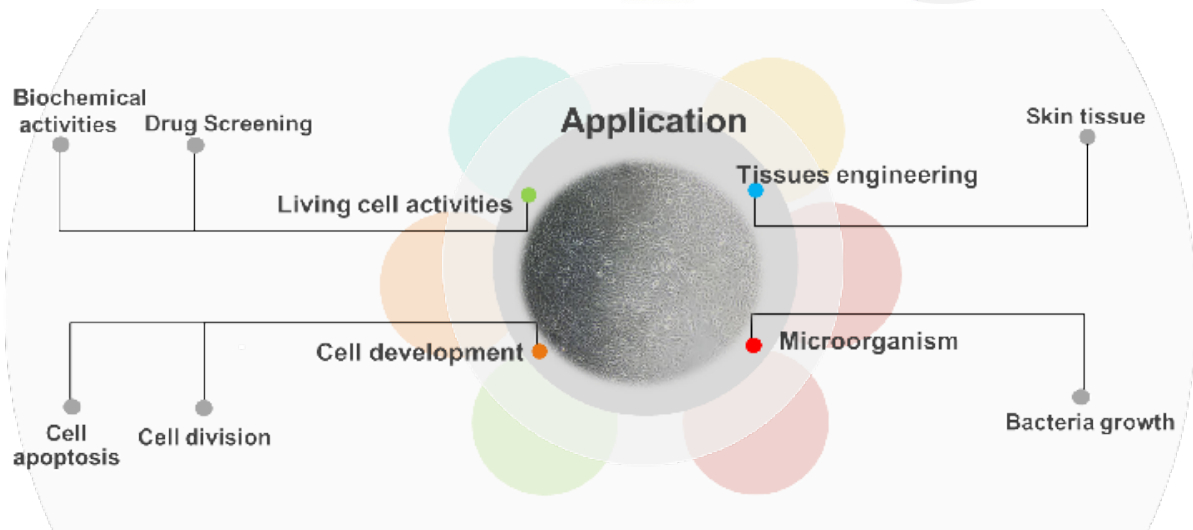 Biochemical
activities
Drug Screening
Application
Skin tissue
Living cell activities
Tissues engineering
Cell development
Microorganism
Cell
apoptosis
Cell division
Bacteria growth